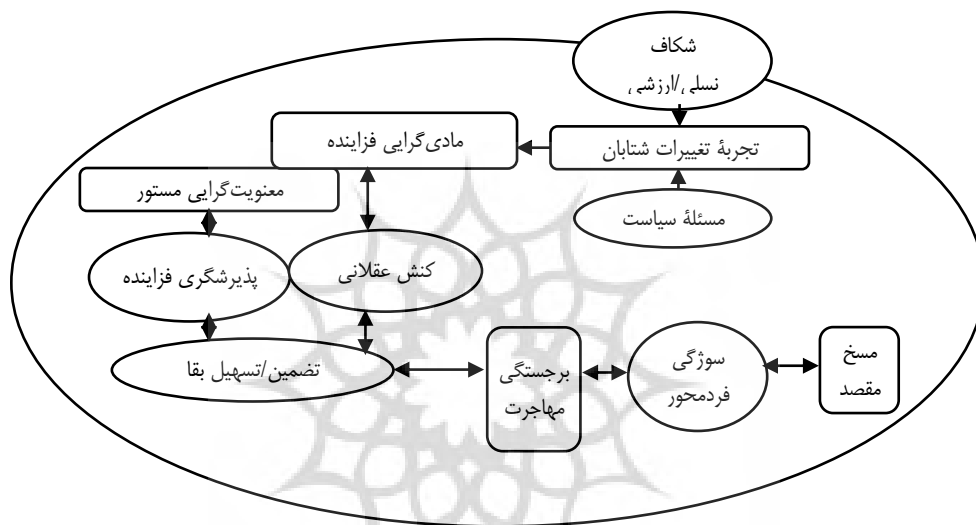 شکاف
نسلی/ارزشی
تجربهٔ تغییرات شتابان
مادی‌گرایی فزاینده
معنویت‌گرایی مستور
مسئلهٔ سیاست
کنش عقلانی
پذیرشگری فزاینده
تضمین/تسهیل بقا
برجستگی
مهاجرت
سوژگی
فردمحور
مسخ
مقصد